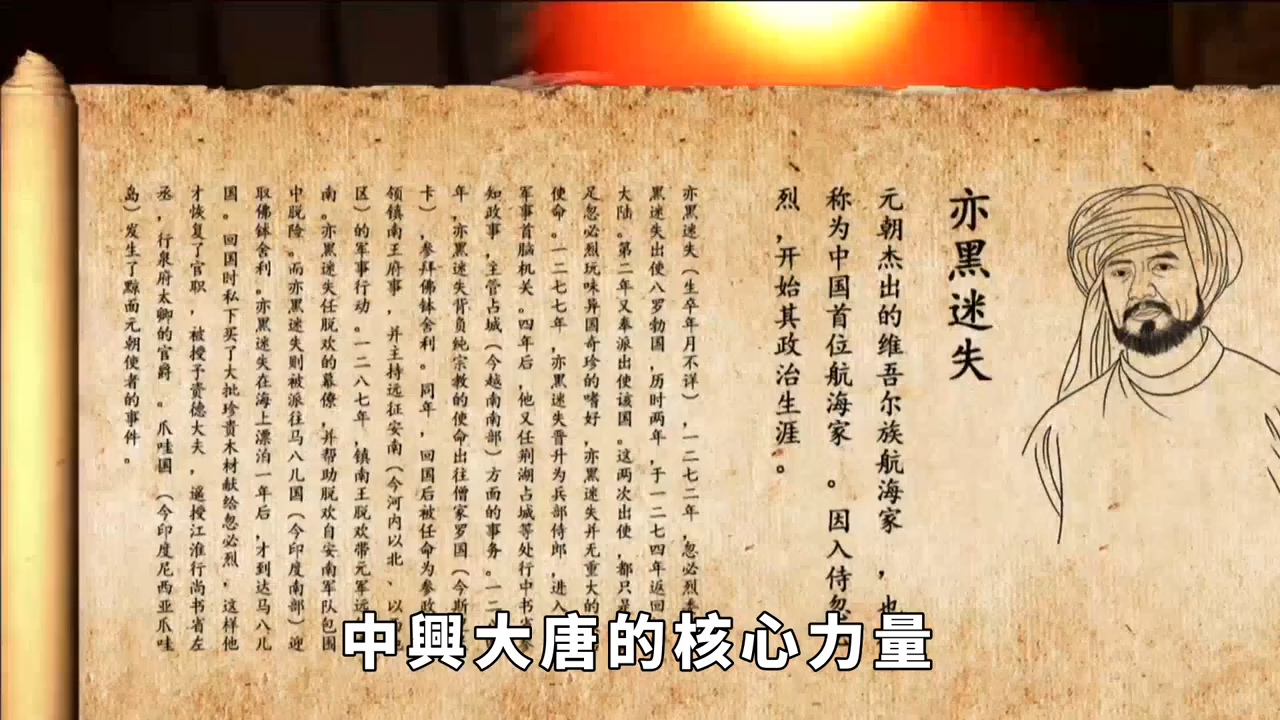 亦黑迷失
元朝杰出的维吾尔族航海家，也
称为中国首位航海家。因入侍忽
烈，开始其政治生涯。
亦黑迷失（生卒年月不详），一二七二年，忽必烈委
黑迷失出使八罗勃国，历时两年，于一二七四年返回
大陆。第二年又奉派出使该国。这两次出使，都只是
足忽必烈玩味异国奇珍的嗜好，亦黑迷失并无重大的
使命。一二七七年，亦黑迷失晋升为兵部侍郎，进入
军事首脑机关。四年后，他又任荆湖占城等处行中书省参
知政事，主管占城（今越南南部）方面的事务。一二
年，亦黑迷失背负纯宗教的使命出往僧家罗国（今斯
卡），参拜佛钵舍利。同年，回国后被任命为参政
领镇南王府事，并主持远征安南（今河内以北、以
区）的军事行动。一二八七年，镇南王脱欢带元军远
南。亦黑迷失任脱欢的幕僚，并帮助脱欢自安南军队包围
中脱险。而亦黑迷失则被派往马八儿国（今印度南部）迎
取佛钵舍利。亦黑迷失在海上漂泊一年后，才到达马八儿
国。回国时私下买了大批珍贵木材献给忽必烈，这样他
才恢复了官职，被授予资德大夫，遥授江淮行尚书省左
丞，行泉府太卿的官爵。爪哇国（今印度尼西亚爪哇
岛）发生了黥面元朝使者的事件。
中興大唐的核心力量